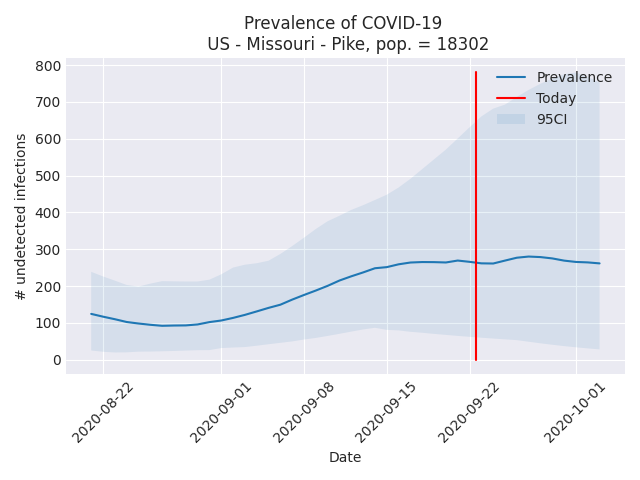 Prevalence of COVID-19
US - Missouri - Pike, pop. = 18302
800
700
600
500
400
300
200
100
0
# undetected infections
Prevalence
Today
95CI
2020-08-22
2020-09-01
2020-09-08
2020-09-15
2020-09-22
2020-10-01
Date